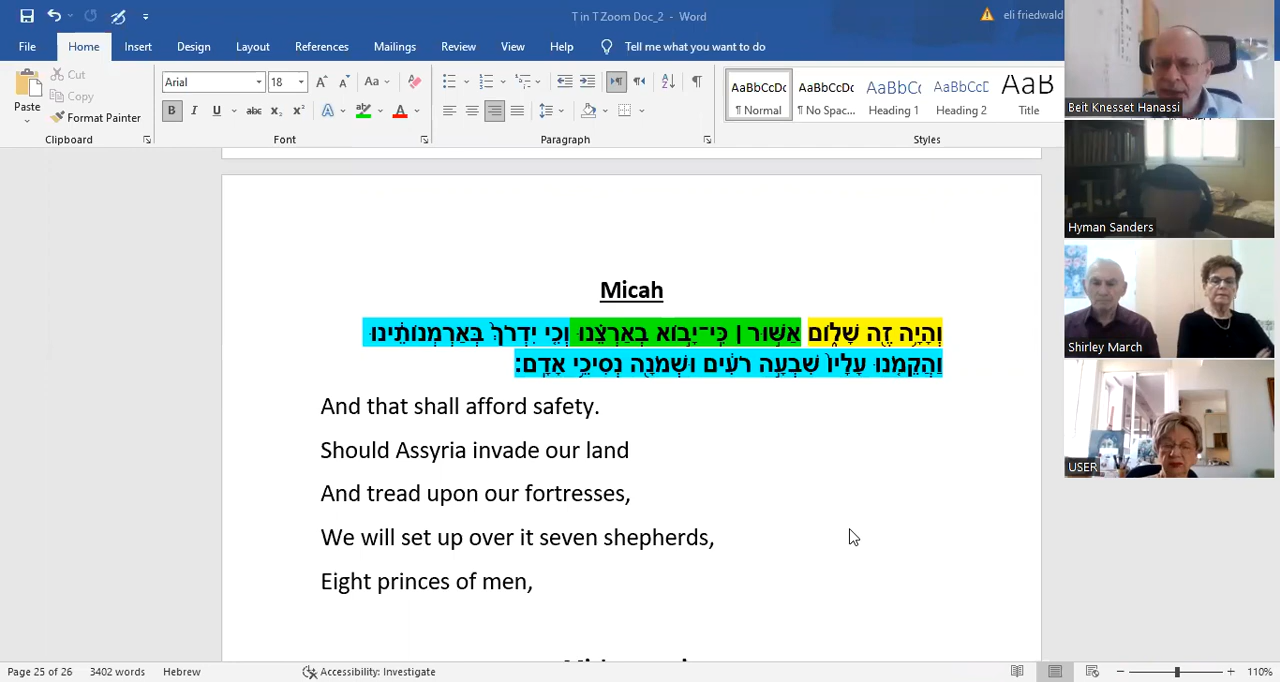 T in T Zoom Doc_2 - Word
eli friedwald
File Home Insert Design Layout References Mailings Review View Help Tell me what you want to do
Paste
Cut
Copy
Format Painter
Clipboard
Arial 18
Font
Paragraph
AaBbCcDc AaBbCcDc AaBbCc AaBbCcD AaB
¶ Normal ¶ No Spac... Heading 1 Heading 2 Title
Styles
Beit Knesset Hanassi
Hyman Sanders
Shirley March
USER
Micah
וְהָיָ֥ה זֶ֖ה שָׁל֑וֹם אַשּׁ֣וּר | כִּֽי־יָב֣וֹא בְאַרְצֵ֗נוּ וְכִ֤י יִדְרֹךְ֙ בְּאַרְמְנוֹתֵ֔ינוּ
וַהֲקֵמֹ֤נוּ עָלָיו֙ שִׁבְעָ֣ה רֹעִ֔ים וּשְׁמֹנָ֖ה נְסִיכֵ֥י אָדָֽם׃
And that shall afford safety.
Should Assyria invade our land
And tread upon our fortresses,
We will set up over it seven shepherds,
Eight princes of men,
Page 25 of 26 3402 words Hebrew Accessibility: Investigate 110%